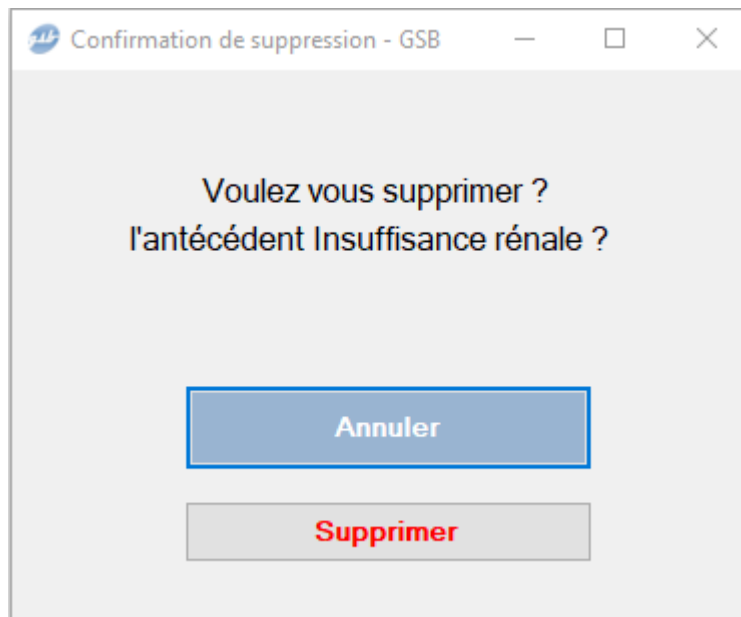 Confirmation de suppression - GSB
Voulez vous supprimer ?
l'antécédent Insuffisance rénale ?
Annuler
Supprimer